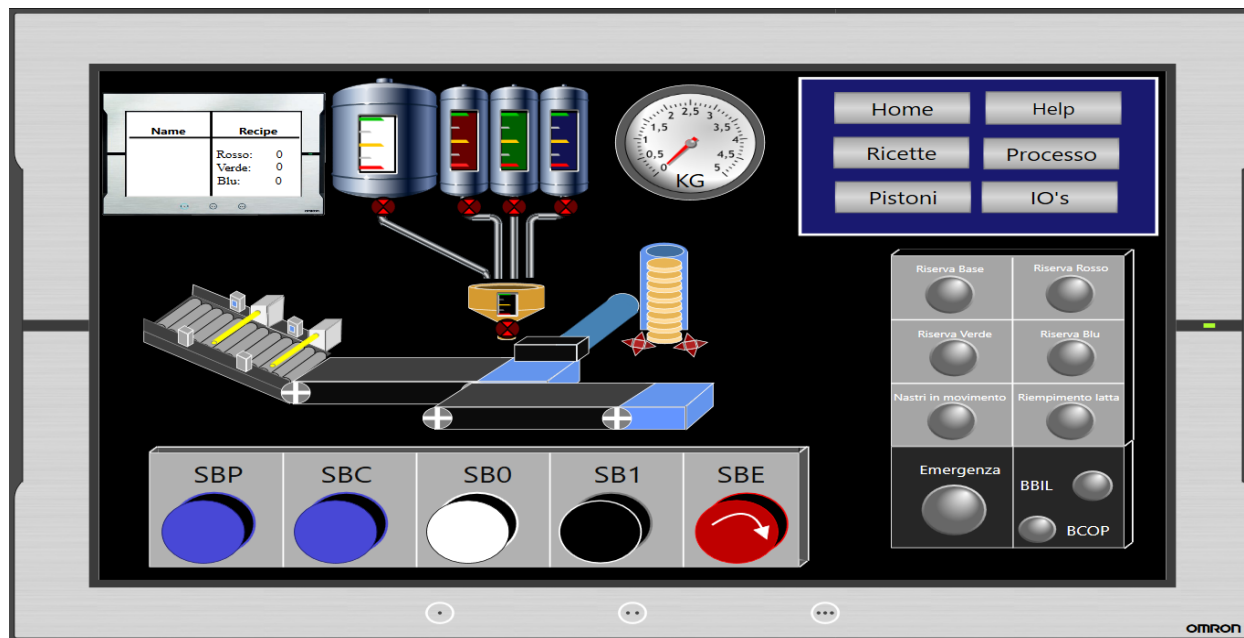 Name Recipe
Rosso: 0
Verde: 0
Blu: 0
0 0,5 1 1,5 2 2,5 3 3,5 4 4,5 5
KG
Home Help
Ricette Processo
Pistoni IO's
Riserva Base Riserva Rosso
Riserva Verde Riserva Blu
Nastri in movimento Riempimento latta
Emergenza
BBIL
BCOP
SBP SBC SB0 SB1 SBE
OMRON